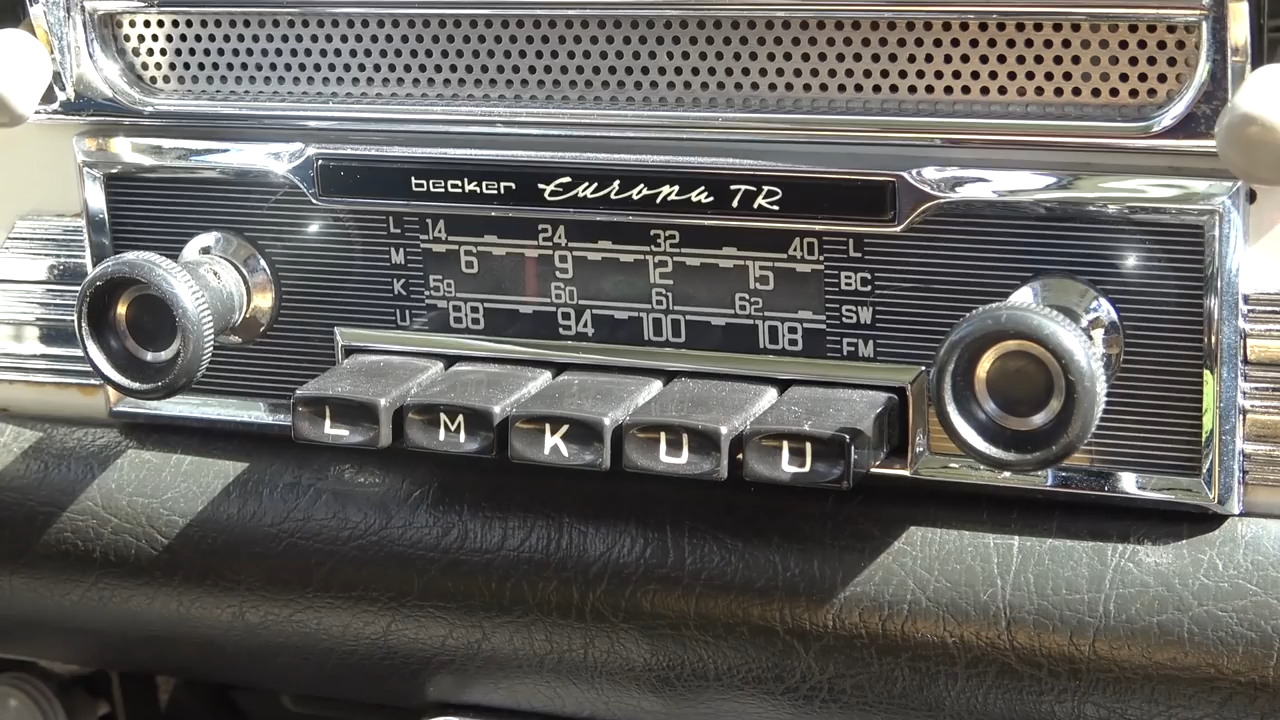 becker Europa TR
L 14 24 32 40 L
M 6 9 12 15 BC
K 59 60 61 62 SW
U 88 94 100 108 FM
L M K U U